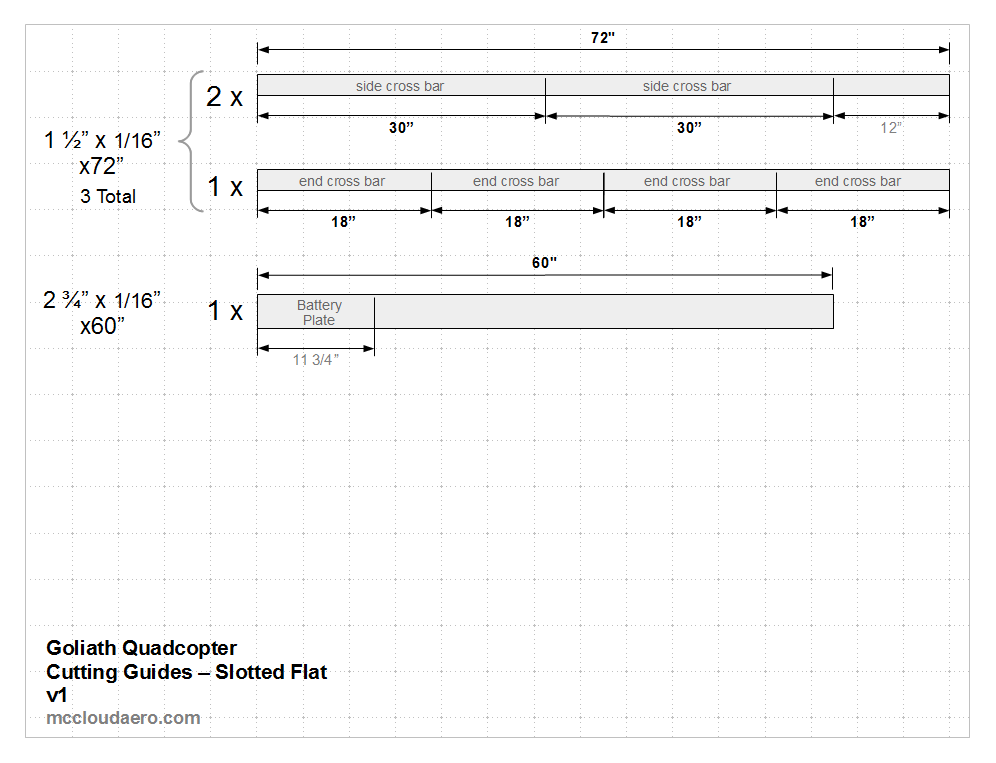 72"
2 x
side cross bar
side cross bar
30”
30”
12”
1 ½” x 1/16”
x72”
3 Total
1 x
end cross bar
end cross bar
end cross bar
end cross bar
18”
18”
18”
18”
60"
2 ¾” x 1/16”
x60”
1 x
Battery
Plate
11 3/4”
Goliath Quadcopter
Cutting Guides – Slotted Flat
v1
mccloudaero.com